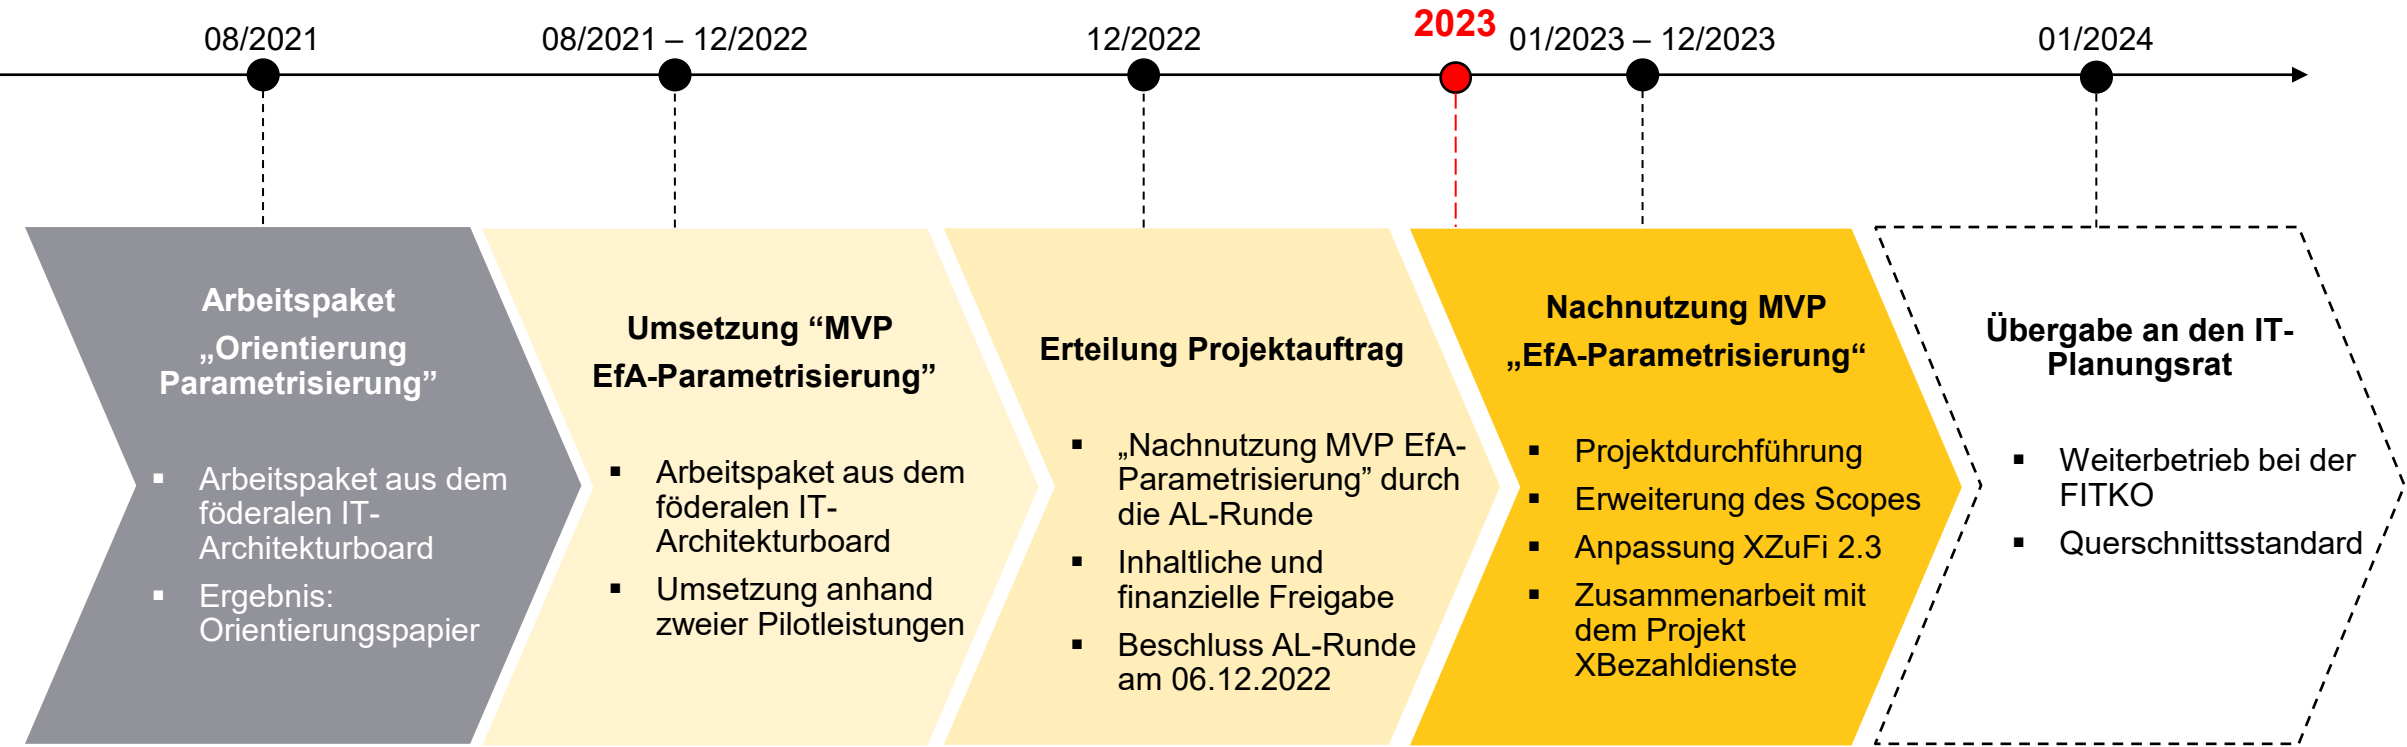 08/2021
08/2021 – 12/2022
12/2022
2023
01/2023 – 12/2023
01/2024
Arbeitspaket
„Orientierung
Parametrisierung”
▪ Arbeitspaket aus dem
föderalen IT-
Architekturboard
▪ Ergebnis:
Orientierungspapier
Umsetzung “MVP
EfA-Parametrisierung”
▪ Arbeitspaket aus dem
föderalen IT-
Architekturboard
▪ Umsetzung anhand
zweier Pilotleistungen
Erteilung Projektauftrag
▪ „Nachnutzung MVP EfA-
Parametrisierung” durch
die AL-Runde
▪ Inhaltliche und
finanzielle Freigabe
▪ Beschluss AL-Runde
am 06.12.2022
Nachnutzung MVP
„EfA-Parametrisierung“
▪ Projektdurchführung
▪ Erweiterung des Scopes
▪ Anpassung XZuFi 2.3
▪ Zusammenarbeit mit
dem Projekt
XBezahldienste
Übergabe an den IT-
Planungsrat
▪ Weiterbetrieb bei der
FITKO
▪ Querschnittsstandard